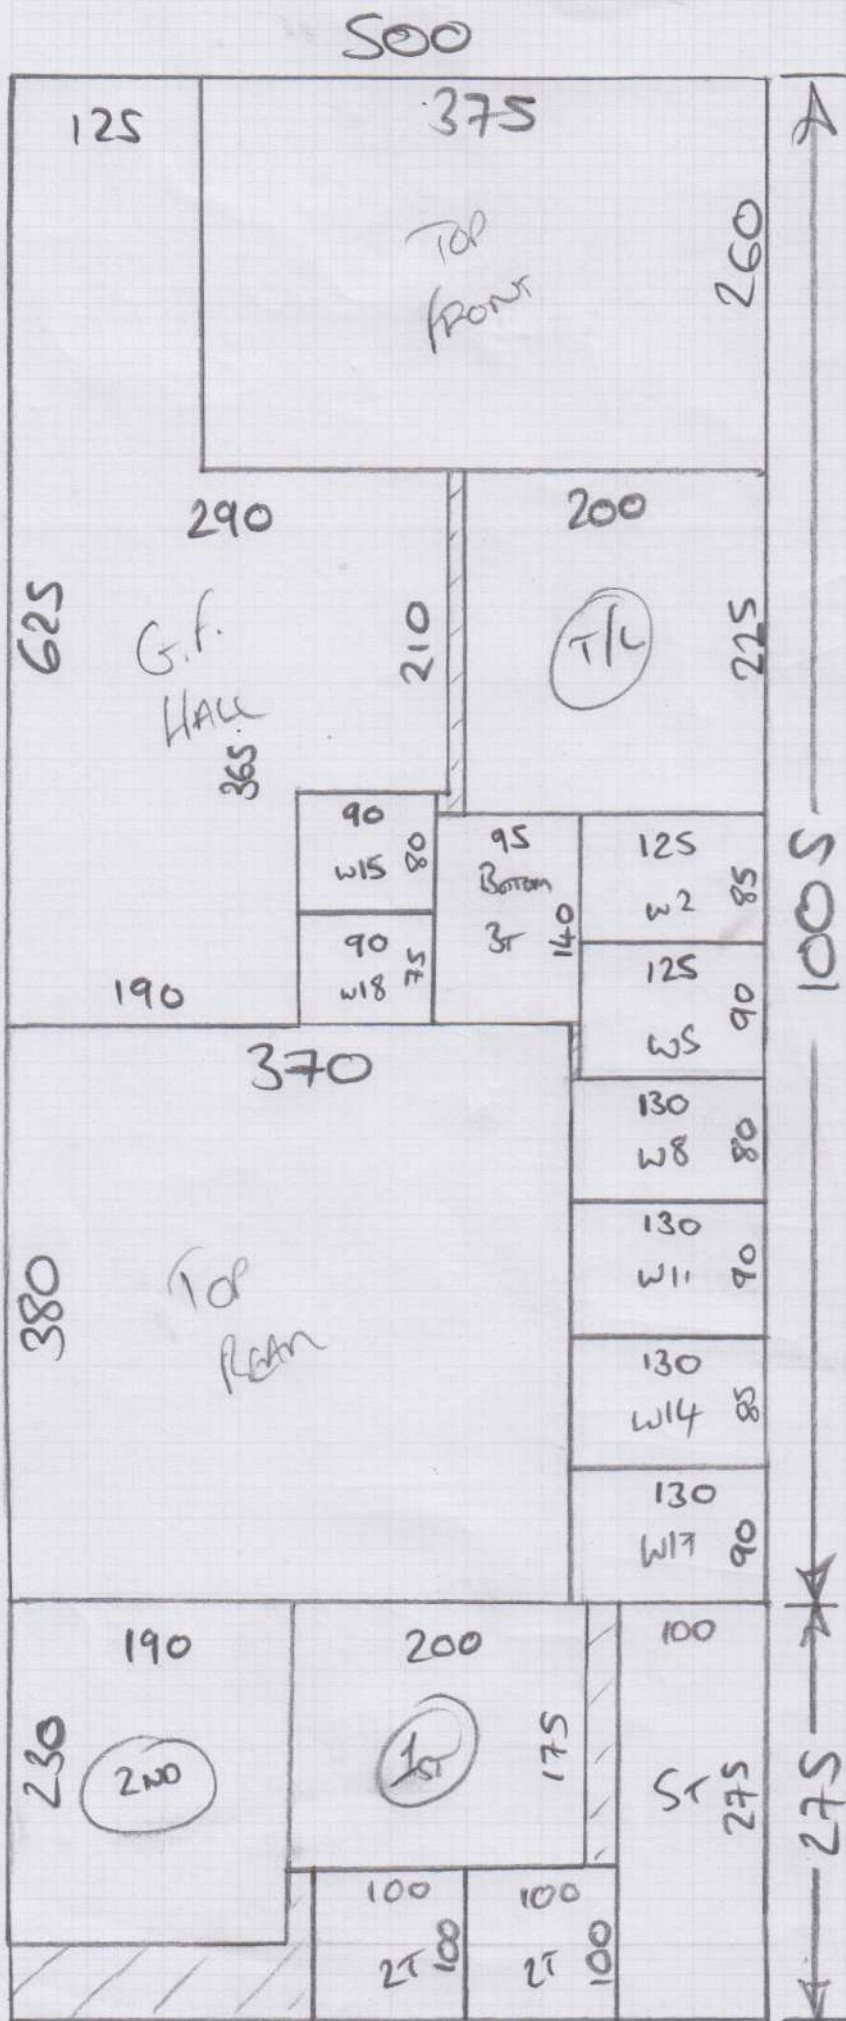 500
125
375
TOP
FRONT
260
290
200
625
G.F.
HALL
210
T/L
225
365
90
W15
80
95
Bottom
3T
140
125
W2
85
1005
90
W18
75
125
W5
90
190
370
130
W8
80
380
TOP
REAR
130
W11
90
130
W14
85
130
W17
90
190
230
2ND
200
1ST
175
100
5T
275
275
100
2T
100
100
2T
100